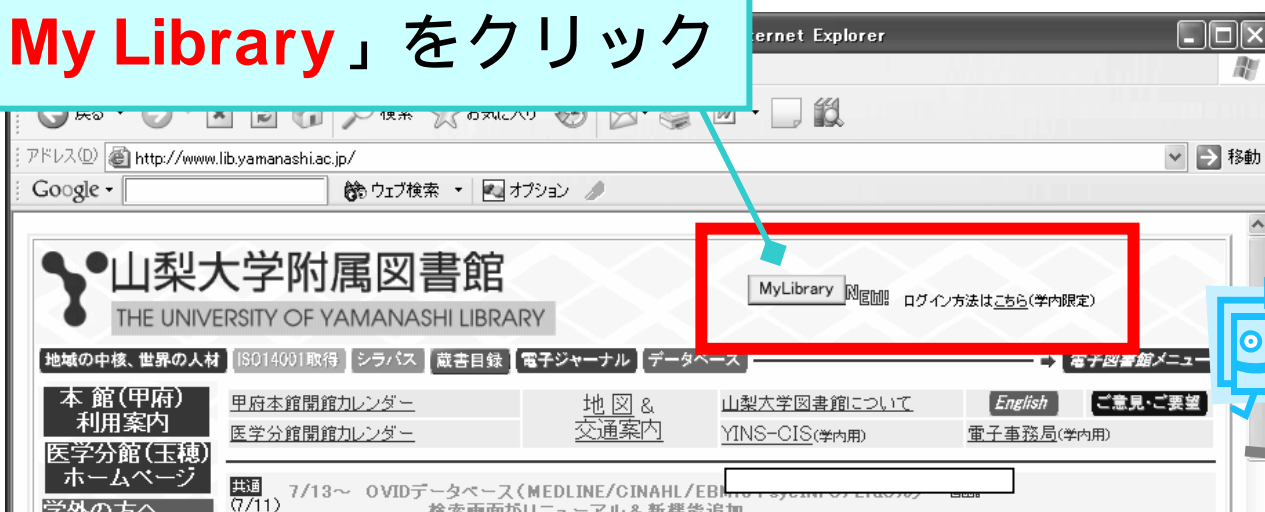 My Library」をクリック
ernet Explorer
戻る 検索 お気に入り
アドレス(D) http://www.lib.yamanashi.ac.jp/ 移動
Google ウェブ検索 オプション
山梨大学附属図書館
THE UNIVERSITY OF YAMANASHI LIBRARY
MyLibrary NEW! ログイン方法はこちら(学内限定)
地域の中核、世界の人材 ISO14001取得 シラバス 蔵書目録 電子ジャーナル データベース 電子図書館メニュー
本館(甲府)
利用案内
医学分館(玉穂)
ホームページ
学外の方へ
甲府本館開館カレンダー 地図& 山梨大学図書館について English ご意見・ご要望
医学分館開館カレンダー 交通案内 YINS-CIS(学内用) 電子事務局(学内用)
共通 7/13~ OVIDデータベース(MEDLINE/CINAHL/EBM
(7/11) 検索画面がリニューアル&新機能追加